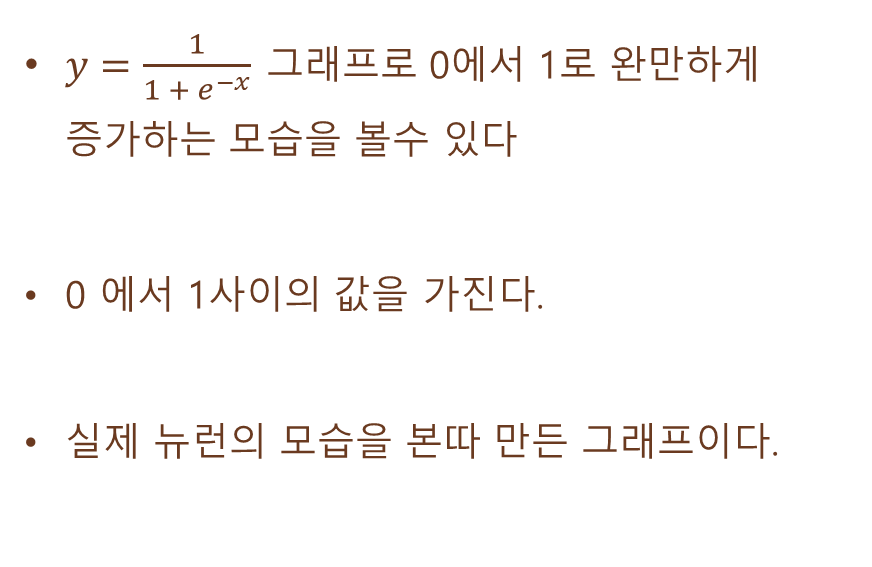 • y = 1 / (1 + e^{-x}) 그래프로 0에서 1로 완만하게
증가하는 모습을 볼수 있다
• 0 에서 1사이의 값을 가진다.
• 실제 뉴런의 모습을 본따 만든 그래프이다.